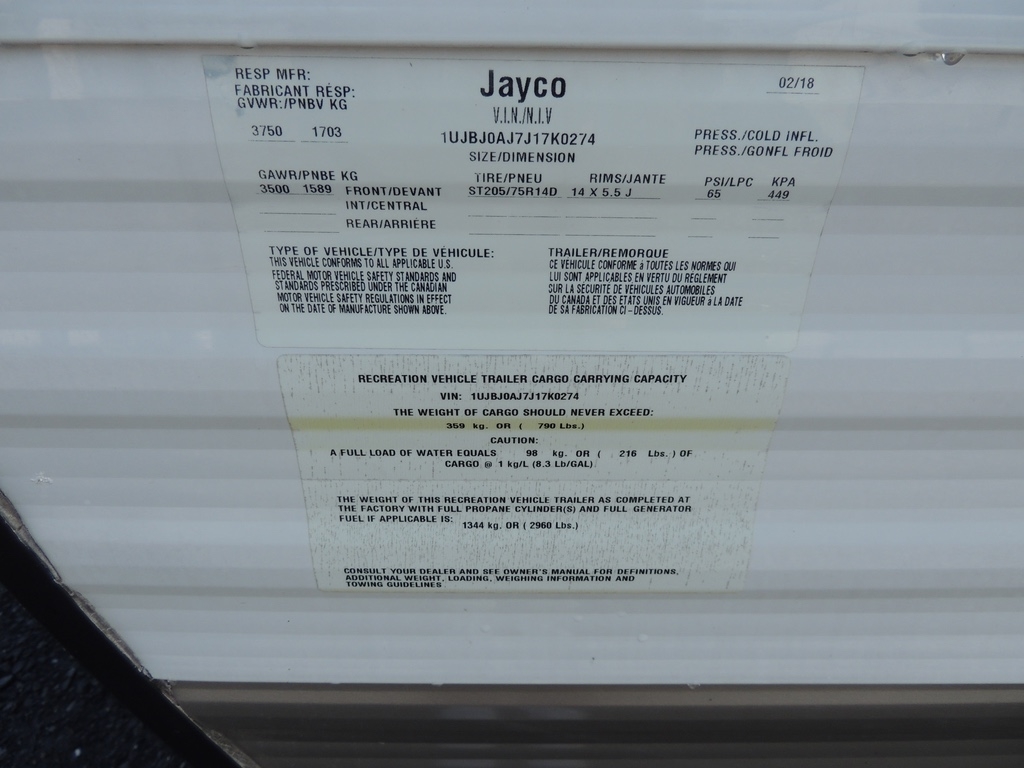 RESP MFR:
FABRICANT RÉSP:
GVWR:/PNBV KG
Jayco
02/18
V.I.N./N.I.V
3750 1703
1UJBJ0AJ7J17K0274
PRESS./COLD INFL.
PRESS./GONFL FROID
SIZE/DIMENSION
GAWR/PNBE KG TIRE/PNEU RIMS/JANTE PSI/LPC KPA
3500 1589 FRONT/DEVANT ST205/75R14D 14 X 5.5 J 65 449
INT/CENTRAL
REAR/ARRIÈRE
TYPE OF VEHICLE/TYPE DE VÉHICULE: TRAILER/REMORQUE
THIS VEHICLE CONFORMS TO ALL APPLICABLE U.S.
FEDERAL MOTOR VEHICLE SAFETY STANDARDS AND
STANDARDS PRESCRIBED UNDER THE CANADIAN
MOTOR VEHICLE SAFETY REGULATIONS IN EFFECT
ON THE DATE OF MANUFACTURE SHOWN ABOVE.
CE VÉHICULE CONFORME à TOUTES LES NORMES QUI
LUI SONT APPLICABLES EN VERTU DU RÈGLEMENT
SUR LA SÉCURITÉ DE VÉHICULES AUTOMOBILES
DU CANADA ET DES ETATS UNIS EN VIGUEUR à LA DATE
DE SA FABRICATION CI-DESSUS.
RECREATION VEHICLE TRAILER CARGO CARRYING CAPACITY
VIN: 1UJBJ0AJ7J17K0274
THE WEIGHT OF CARGO SHOULD NEVER EXCEED:
359 kg. OR ( 790 Lbs.)
CAUTION:
A FULL LOAD OF WATER EQUALS 98 kg. OR ( 216 Lbs. ) OF
CARGO @ 1 kg/L (8.3 Lb/GAL)
THE WEIGHT OF THIS RECREATION VEHICLE TRAILER AS COMPLETED AT
THE FACTORY WITH FULL PROPANE CYLINDER(S) AND FULL GENERATOR
FUEL IF APPLICABLE IS: 1344 kg. OR ( 2960 Lbs.)
CONSULT YOUR DEALER AND SEE OWNER'S MANUAL FOR DEFINITIONS,
ADDITIONAL WEIGHT, LOADING, WEIGHING INFORMATION AND
TOWING GUIDELINES